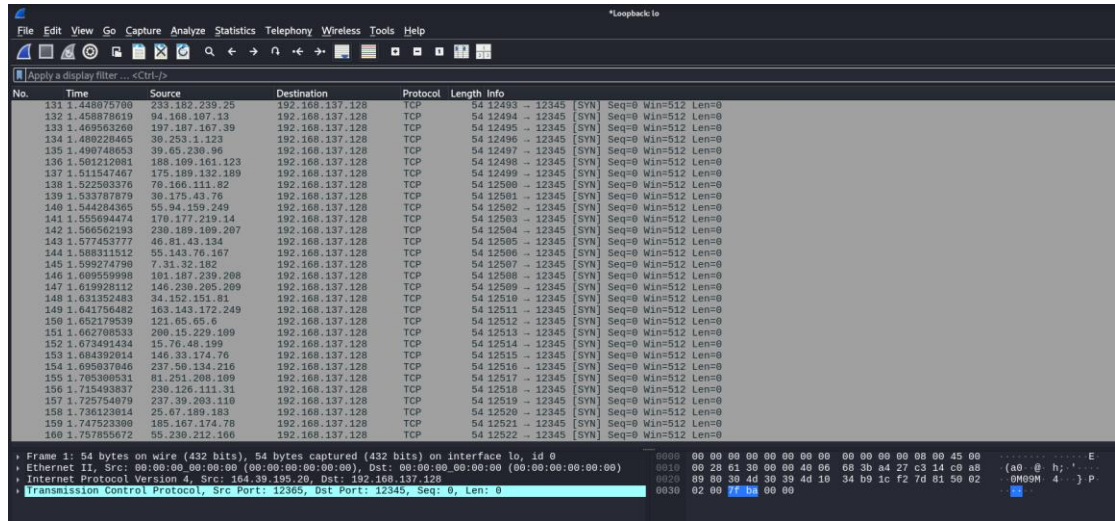 *Loopback: lo
File Edit View Go Capture Analyze Statistics Telephony Wireless Tools Help
Apply a display filter ... <Ctrl-/>
No. Time Source Destination Protocol Length Info
131 1.448075700 233.182.239.25 192.168.137.128 TCP 54 12493 → 12345 [SYN] Seq=0 Win=512 Len=0
132 1.458878619 94.168.107.13 192.168.137.128 TCP 54 12494 → 12345 [SYN] Seq=0 Win=512 Len=0
133 1.469563260 197.187.167.39 192.168.137.128 TCP 54 12495 → 12345 [SYN] Seq=0 Win=512 Len=0
134 1.480228465 30.253.1.123 192.168.137.128 TCP 54 12496 → 12345 [SYN] Seq=0 Win=512 Len=0
135 1.490748653 39.65.230.96 192.168.137.128 TCP 54 12497 → 12345 [SYN] Seq=0 Win=512 Len=0
136 1.501212081 188.109.161.123 192.168.137.128 TCP 54 12498 → 12345 [SYN] Seq=0 Win=512 Len=0
137 1.511547467 175.189.132.189 192.168.137.128 TCP 54 12499 → 12345 [SYN] Seq=0 Win=512 Len=0
138 1.522503376 70.166.111.82 192.168.137.128 TCP 54 12500 → 12345 [SYN] Seq=0 Win=512 Len=0
139 1.533787879 30.175.43.76 192.168.137.128 TCP 54 12501 → 12345 [SYN] Seq=0 Win=512 Len=0
140 1.544284365 55.94.159.249 192.168.137.128 TCP 54 12502 → 12345 [SYN] Seq=0 Win=512 Len=0
141 1.555694474 170.177.219.14 192.168.137.128 TCP 54 12503 → 12345 [SYN] Seq=0 Win=512 Len=0
142 1.566562193 230.189.109.207 192.168.137.128 TCP 54 12504 → 12345 [SYN] Seq=0 Win=512 Len=0
143 1.577453777 46.81.43.134 192.168.137.128 TCP 54 12505 → 12345 [SYN] Seq=0 Win=512 Len=0
144 1.588311512 55.143.76.167 192.168.137.128 TCP 54 12506 → 12345 [SYN] Seq=0 Win=512 Len=0
145 1.599274790 7.31.32.182 192.168.137.128 TCP 54 12507 → 12345 [SYN] Seq=0 Win=512 Len=0
146 1.609559998 101.187.239.208 192.168.137.128 TCP 54 12508 → 12345 [SYN] Seq=0 Win=512 Len=0
147 1.619928112 146.230.205.209 192.168.137.128 TCP 54 12509 → 12345 [SYN] Seq=0 Win=512 Len=0
148 1.631352483 34.152.151.81 192.168.137.128 TCP 54 12510 → 12345 [SYN] Seq=0 Win=512 Len=0
149 1.641756482 163.143.172.249 192.168.137.128 TCP 54 12511 → 12345 [SYN] Seq=0 Win=512 Len=0
150 1.652179539 121.65.65.6 192.168.137.128 TCP 54 12512 → 12345 [SYN] Seq=0 Win=512 Len=0
151 1.662708533 200.15.229.109 192.168.137.128 TCP 54 12513 → 12345 [SYN] Seq=0 Win=512 Len=0
152 1.673491434 15.76.48.199 192.168.137.128 TCP 54 12514 → 12345 [SYN] Seq=0 Win=512 Len=0
153 1.684392014 146.33.174.76 192.168.137.128 TCP 54 12515 → 12345 [SYN] Seq=0 Win=512 Len=0
154 1.695037046 237.50.134.216 192.168.137.128 TCP 54 12516 → 12345 [SYN] Seq=0 Win=512 Len=0
155 1.705300531 81.251.208.109 192.168.137.128 TCP 54 12517 → 12345 [SYN] Seq=0 Win=512 Len=0
156 1.715493837 230.126.111.31 192.168.137.128 TCP 54 12518 → 12345 [SYN] Seq=0 Win=512 Len=0
157 1.725754079 237.39.203.110 192.168.137.128 TCP 54 12519 → 12345 [SYN] Seq=0 Win=512 Len=0
158 1.736123014 25.67.189.183 192.168.137.128 TCP 54 12520 → 12345 [SYN] Seq=0 Win=512 Len=0
159 1.747523300 185.167.174.78 192.168.137.128 TCP 54 12521 → 12345 [SYN] Seq=0 Win=512 Len=0
160 1.757855672 55.230.212.166 192.168.137.128 TCP 54 12522 → 12345 [SYN] Seq=0 Win=512 Len=0
Frame 1: 54 bytes on wire (432 bits), 54 bytes captured (432 bits) on interface lo, id 0
Ethernet II, Src: 00:00:00_00:00:00 (00:00:00:00:00:00), Dst: 00:00:00_00:00:00 (00:00:00:00:00:00)
Internet Protocol Version 4, Src: 164.39.195.20, Dst: 192.168.137.128
Transmission Control Protocol, Src Port: 12365, Dst Port: 12345, Seq: 0, Len: 0
0000 00 00 00 00 00 00 00 00 00 00 00 00 08 00 45 00 ··············E·
0010 00 28 61 30 00 00 40 06 68 3b a4 27 c3 14 c0 a8 ·(a0··@·h;·'····
0020 89 80 30 4d 30 39 4d 10 34 b9 1c f2 7d 81 50 02 ··0M09M·4···}·P·
0030 02 00 7f ba 00 00 ······